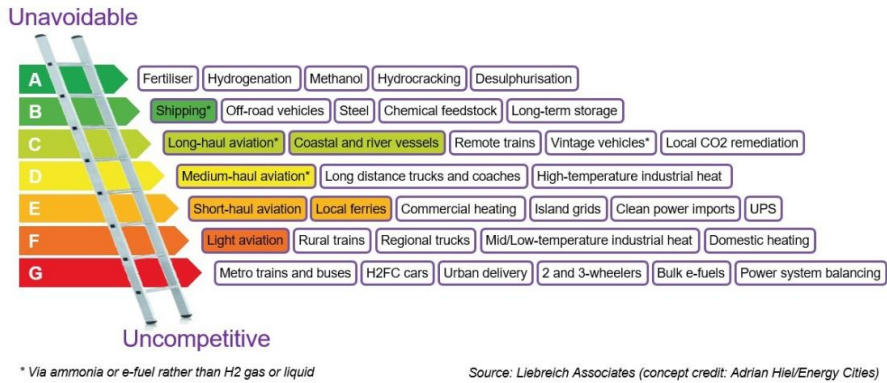 Unavoidable
A Fertiliser Hydrogenation Methanol Hydrocracking Desulphurisation
B Shipping* Off-road vehicles Steel Chemical feedstock Long-term storage
C Long-haul aviation* Coastal and river vessels Remote trains Vintage vehicles* Local CO2 remediation
D Medium-haul aviation* Long distance trucks and coaches High-temperature industrial heat
E Short-haul aviation Local ferries Commercial heating Island grids Clean power imports UPS
F Light aviation Rural trains Regional trucks Mid/Low-temperature industrial heat Domestic heating
G Metro trains and buses H2FC cars Urban delivery 2 and 3-wheelers Bulk e-fuels Power system balancing
Uncompetitive
* Via ammonia or e-fuel rather than H2 gas or liquid Source: Liebreich Associates (concept credit: Adrian Hiel/Energy Cities)